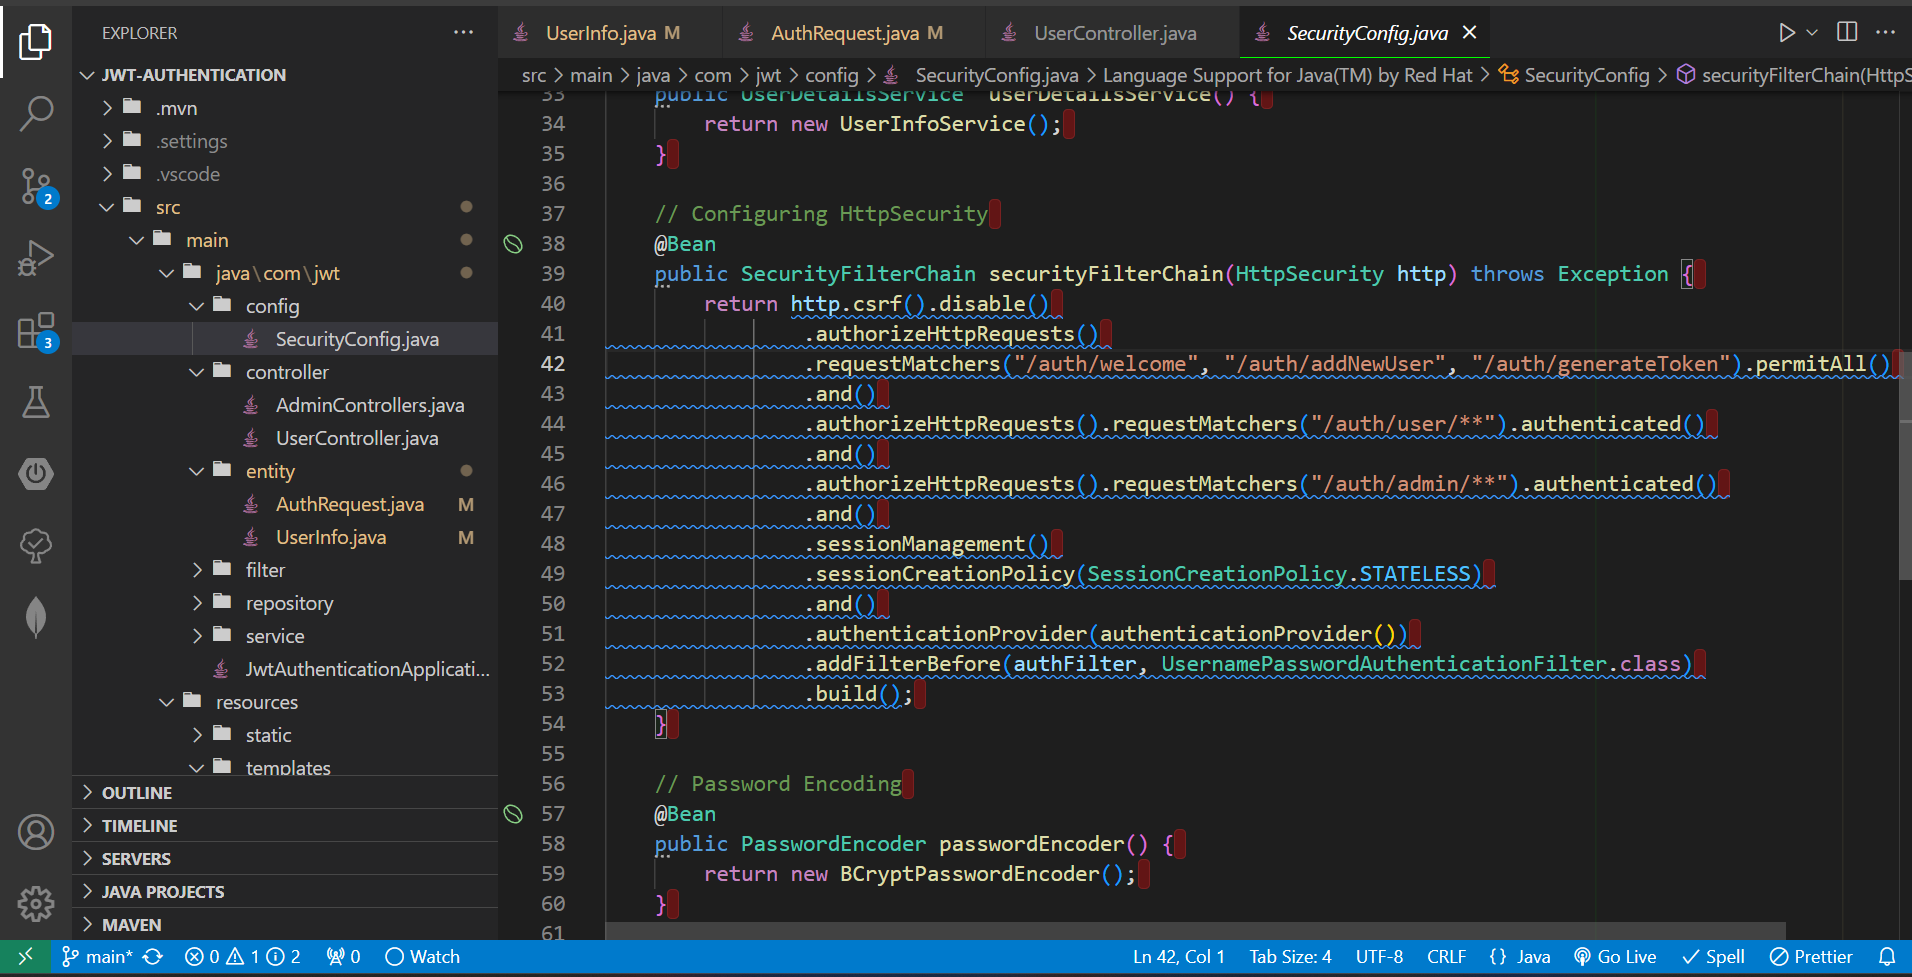 EXPLORER
JWT-AUTHENTICATION
.mvn
.settings
.vscode
src
main
java\com\jwt
config
SecurityConfig.java
controller
AdminControllers.java
UserController.java
entity
AuthRequest.java M
UserInfo.java M
filter
repository
service
JwtAuthenticationApplicati...
resources
static
templates
OUTLINE
TIMELINE
SERVERS
JAVA PROJECTS
MAVEN
2
3
UserInfo.java M AuthRequest.java M UserController.java SecurityConfig.java
src > main > java > com > jwt > config > SecurityConfig.java > Language Support for Java(TM) by Red Hat > SecurityConfig > securityFilterChain(HttpS
33 public UserDetailsService userDetailsService() {
34 return new UserInfoService();
35 }
36
37 // Configuring HttpSecurity
38 @Bean
39 public SecurityFilterChain securityFilterChain(HttpSecurity http) throws Exception {
40 return http.csrf().disable()
41 .authorizeHttpRequests()
42 .requestMatchers("/auth/welcome", "/auth/addNewUser", "/auth/generateToken").permitAll()
43 .and()
44 .authorizeHttpRequests().requestMatchers("/auth/user/**").authenticated()
45 .and()
46 .authorizeHttpRequests().requestMatchers("/auth/admin/**").authenticated()
47 .and()
48 .sessionManagement()
49 .sessionCreationPolicy(SessionCreationPolicy.STATELESS)
50 .and()
51 .authenticationProvider(authenticationProvider())
52 .addFilterBefore(authFilter, UsernamePasswordAuthenticationFilter.class)
53 .build();
54 }
55
56 // Password Encoding
57 @Bean
58 public PasswordEncoder passwordEncoder() {
59 return new BCryptPasswordEncoder();
60 }
61
main* 0 1 2 0 Watch Ln 42, Col 1 Tab Size: 4 UTF-8 CRLF {} Java Go Live Spell Prettier